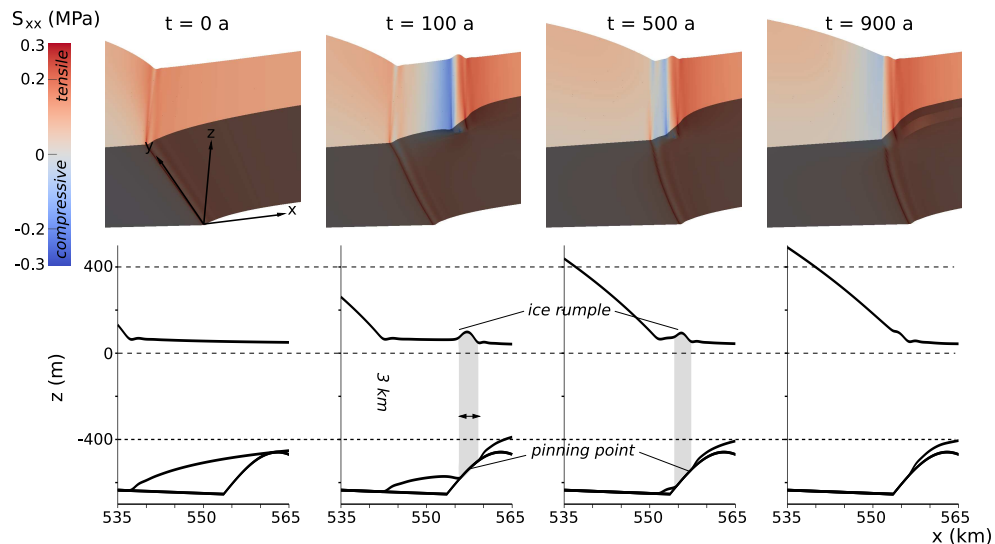 S_xx (MPa)
t = 0 a
t = 100 a
t = 500 a
t = 900 a
0.3
0.2
0
-0.2
-0.3
tensile
compressive
y
z
x
z (m)
400
0
-400
ice rumple
3 km
pinning point
535 550 565
535 550 565
535 550 565
535 550 565
x (km)